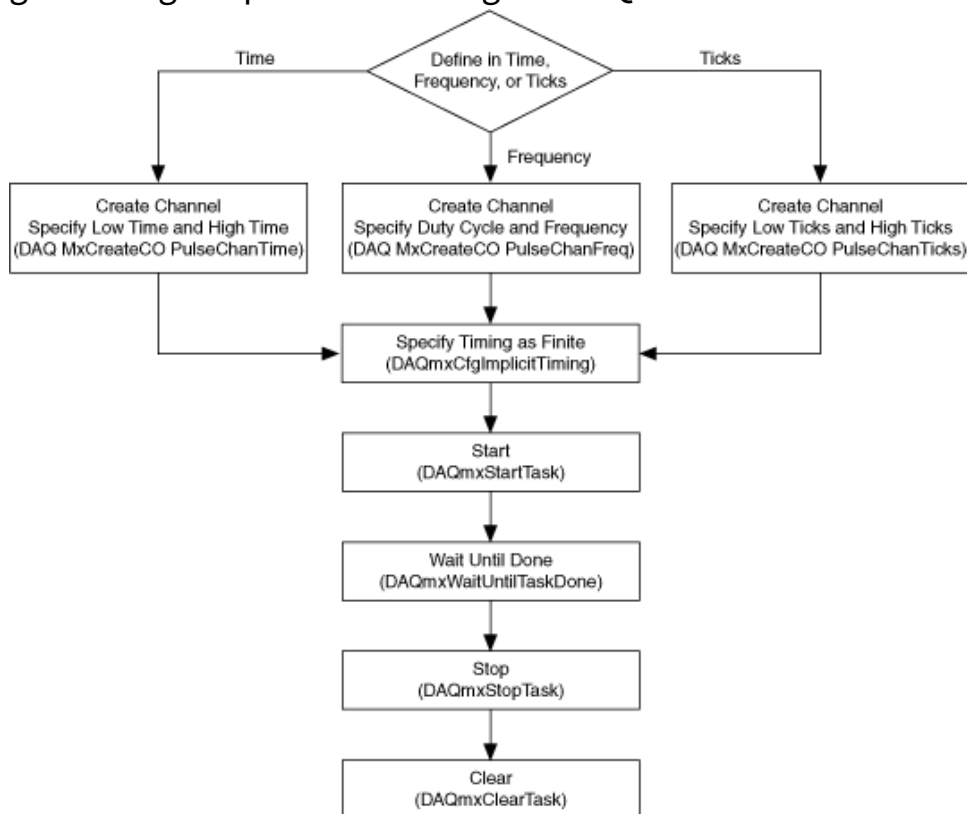 Define in Time,
Frequency, or Ticks
Time
Ticks
Frequency
Create Channel
Specify Low Time and High Time
(DAQ MxCreateCO PulseChanTime)
Create Channel
Specify Duty Cycle and Frequency
(DAQ MxCreateCO PulseChanFreq)
Create Channel
Specify Low Ticks and High Ticks
(DAQ MxCreateCO PulseChanTicks)
Specify Timing as Finite
(DAQmxCfgImplicitTiming)
Start
(DAQmxStartTask)
Wait Until Done
(DAQmxWaitUntilTaskDone)
Stop
(DAQmxStopTask)
Clear
(DAQmxClearTask)